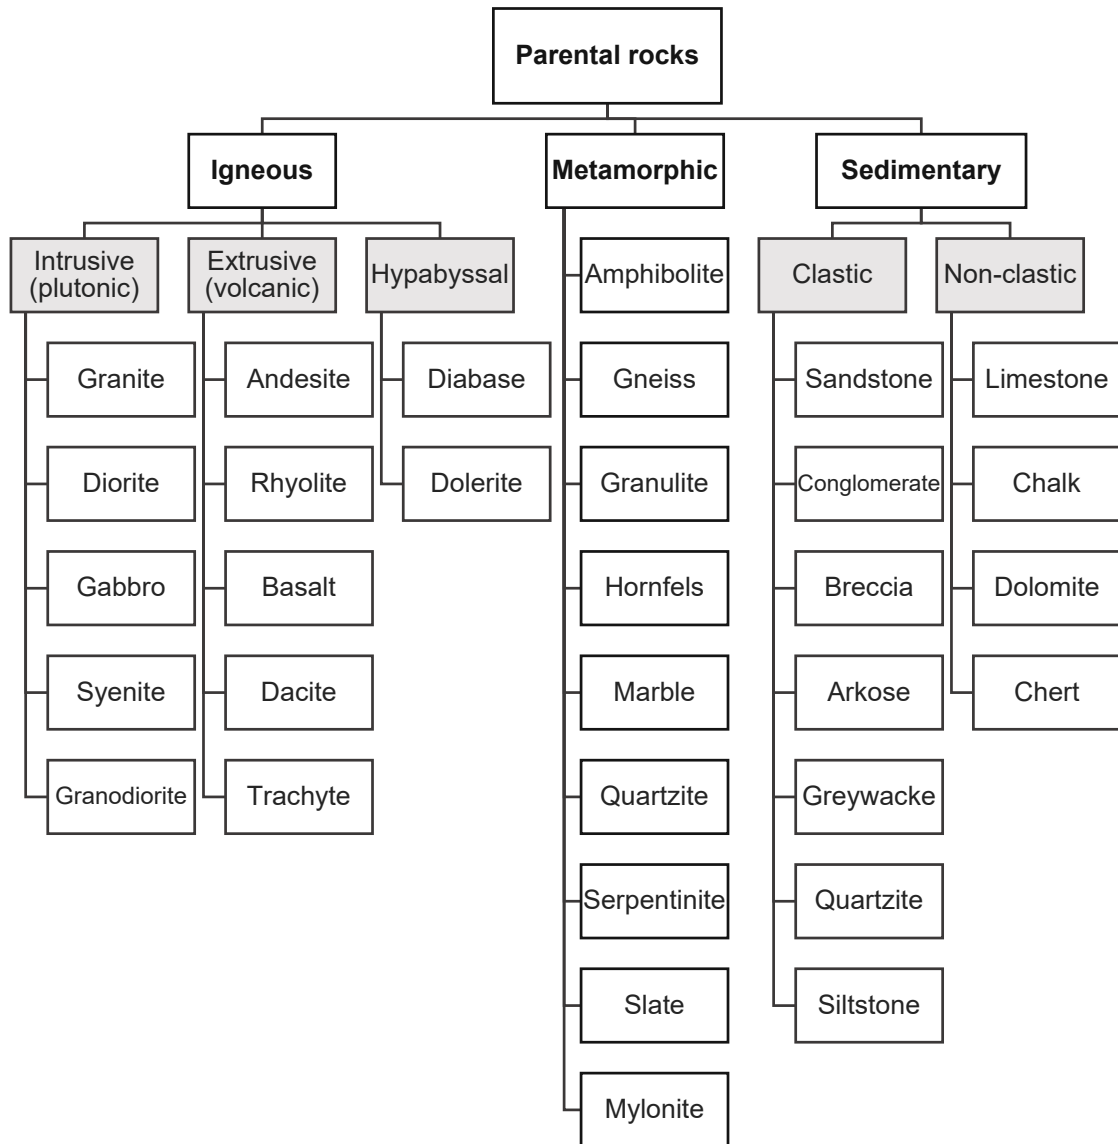 Parental rocks
Igneous
Metamorphic
Sedimentary
Intrusive
(plutonic)
Extrusive
(volcanic)
Hypabyssal
Clastic
Non-clastic
Granite
Diorite
Gabbro
Syenite
Granodiorite
Andesite
Rhyolite
Basalt
Dacite
Trachyte
Diabase
Dolerite
Amphibolite
Gneiss
Granulite
Hornfels
Marble
Quartzite
Serpentinite
Slate
Mylonite
Sandstone
Conglomerate
Breccia
Arkose
Greywacke
Quartzite
Siltstone
Limestone
Chalk
Dolomite
Chert